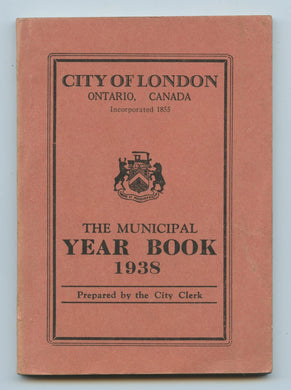 CITY OF LONDON
ONTARIO, CANADA
Incorporated 1855
THE MUNICIPAL
YEAR BOOK
1938
Prepared by the City Clerk